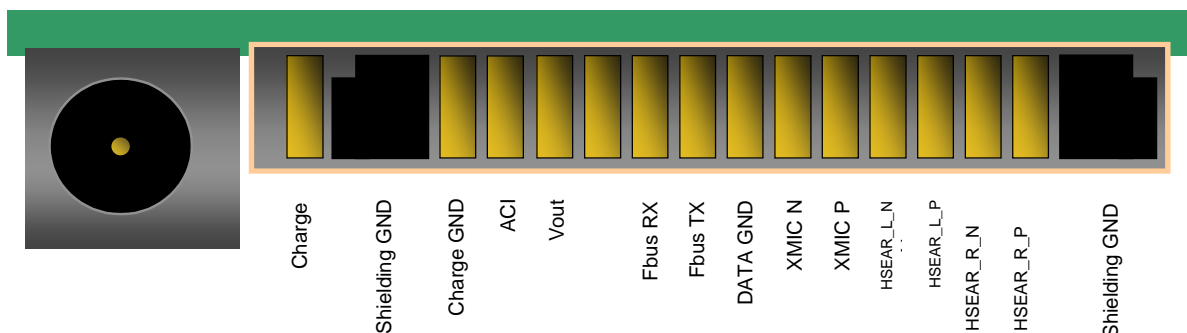 Charge
Shielding GND
Charge GND
ACI
Vout
Fbus RX
Fbus TX
DATA GND
XMIC N
XMIC P
HSEAR_L_N
HSEAR_L_P
HSEAR_R_N
HSEAR_R_P
Shielding GND